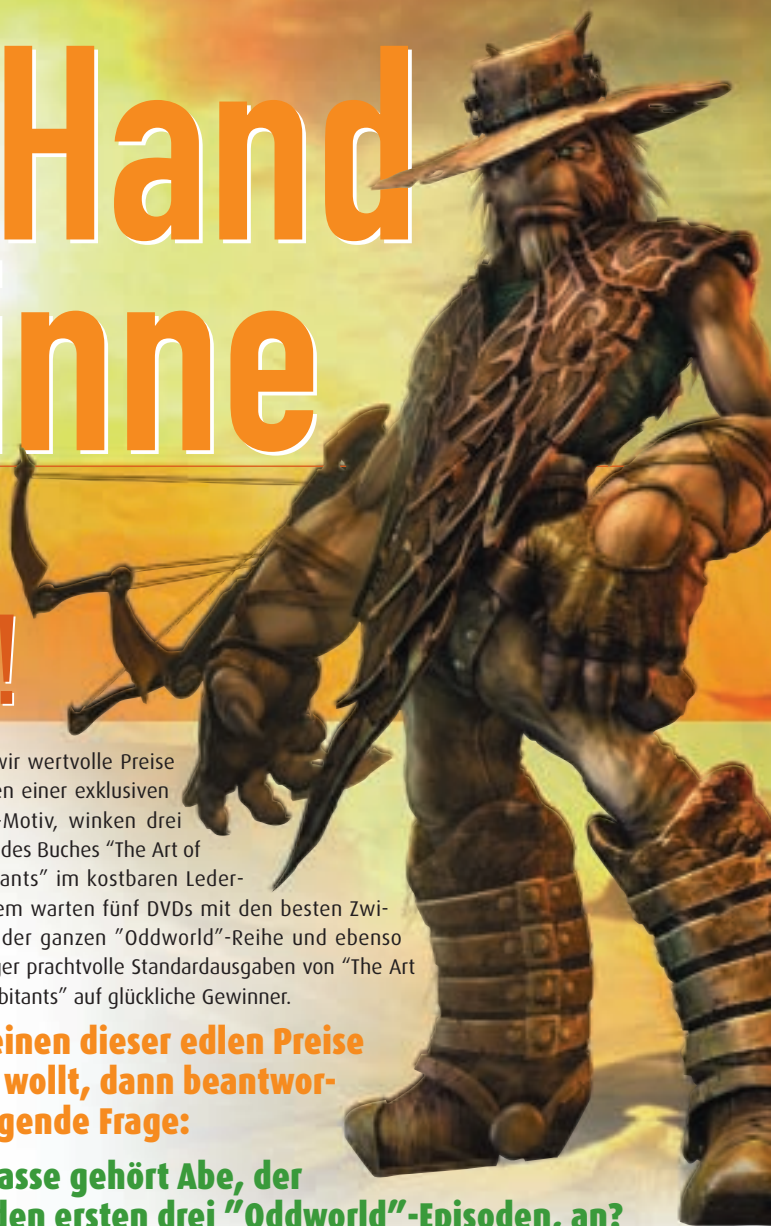 Hand
inne
!
wir wertvolle Preise
en einer exklusiven
-Motiv, winken drei
des Buches “The Art of
ants” im kostbaren Leder-
em warten fünf DVDs mit den besten Zwi-
der ganzen ”Oddworld”-Reihe und ebenso
ger prachtvolle Standardausgaben von “The Art
bitants” auf glückliche Gewinner.
einen dieser edlen Preise
wollt, dann beantwor-
gende Frage:
asse gehört Abe, der
len ersten drei ”Oddworld”-Episoden, an?